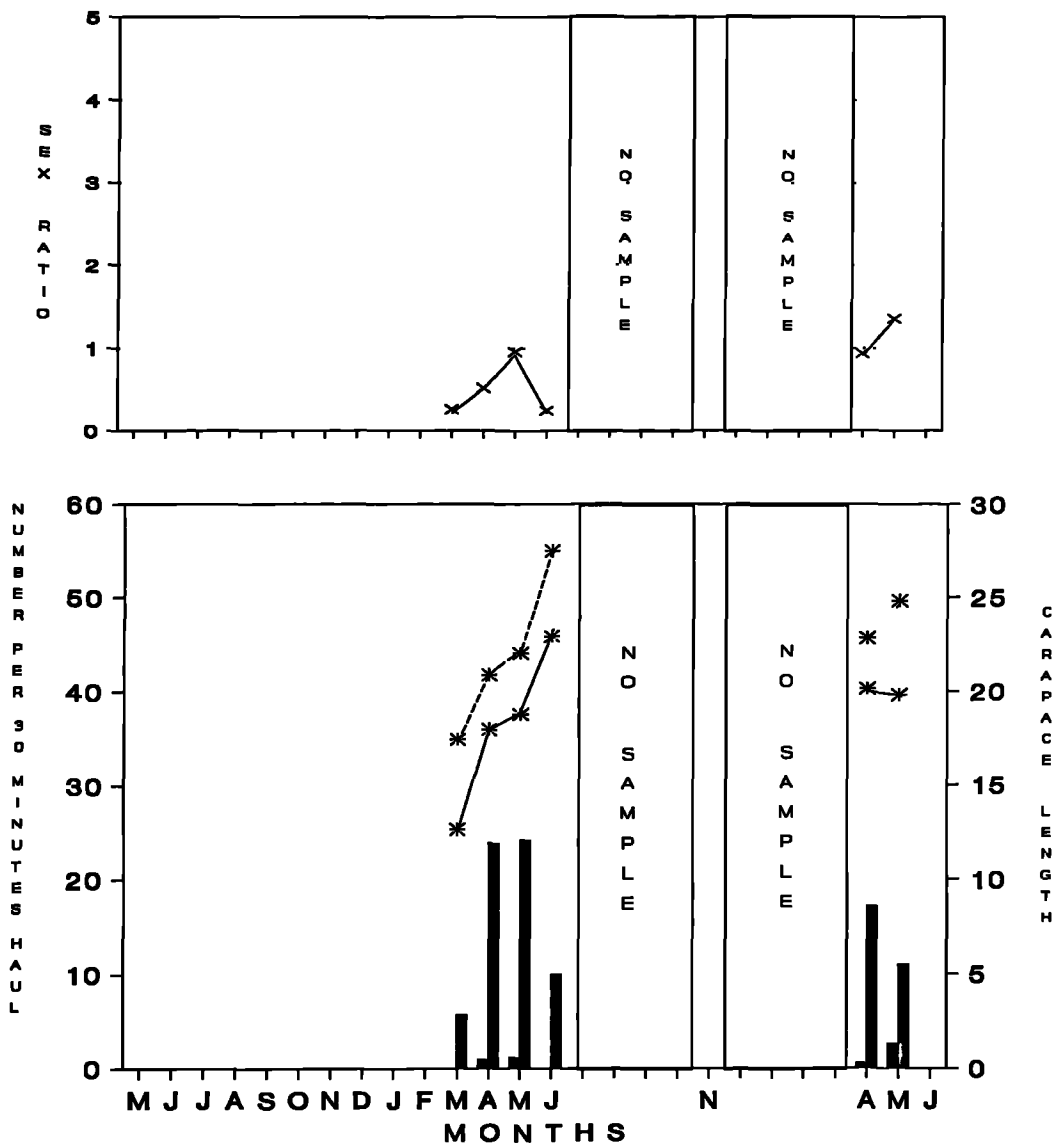 SEX RATIO
5
4
3
2
1
0
NO SAMPLE
NO SAMPLE
NUMBER PER 30 MINUTES HAUL
60
50
40
30
20
10
0
NO SAMPLE
NO SAMPLE
30
25
20
15
10
5
0
CARAPACE LENGTH
M J J A S O N D J F M A M J N A M J
MONTHS